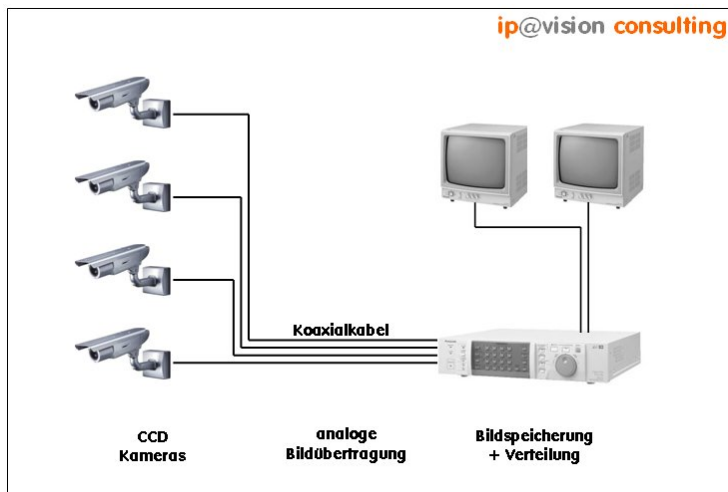 ip@vision consulting
Koaxialkabel
CCD
Kameras
analoge
Bildübertragung
Bildspeicherung
+ Verteilung